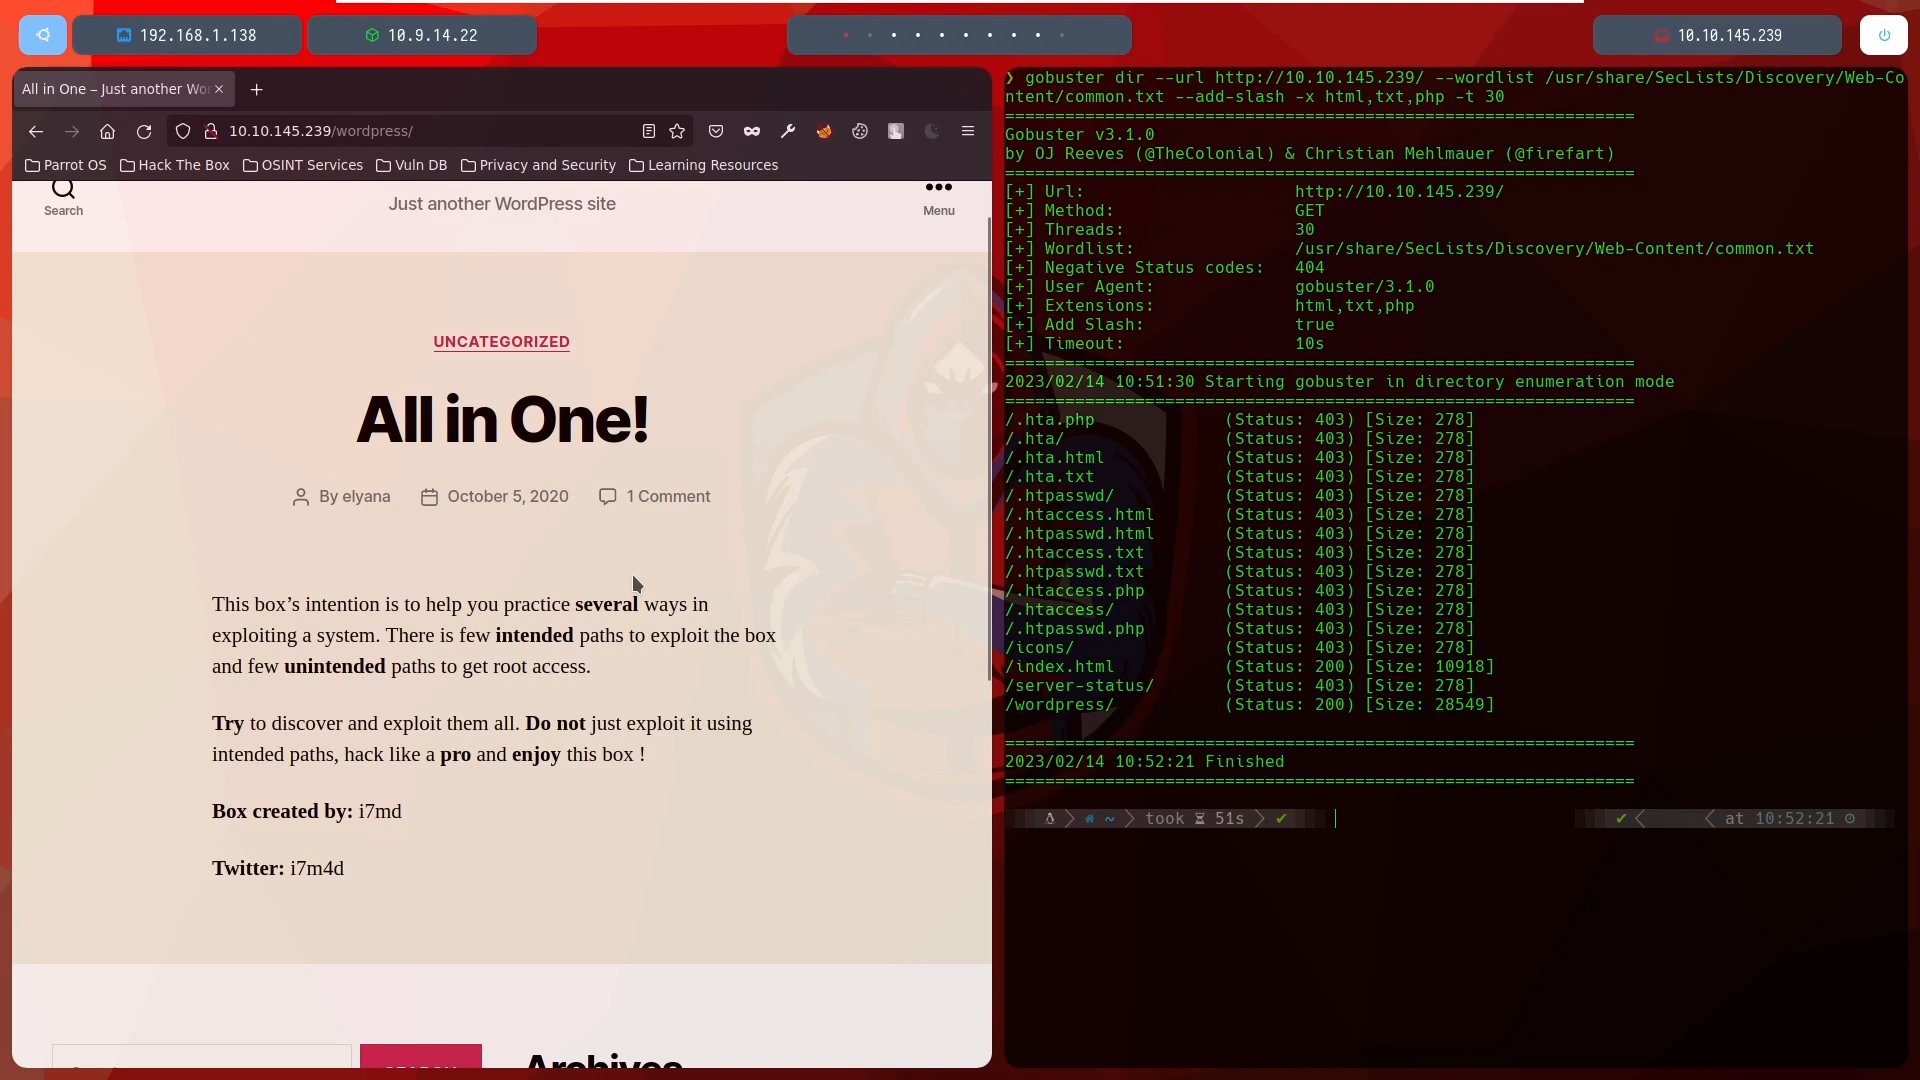 192.168.1.138
10.9.14.22
10.10.145.239
All in One – Just another Wor
10.10.145.239/wordpress/
Parrot OS Hack The Box OSINT Services Vuln DB Privacy and Security Learning Resources
Search
Just another WordPress site
Menu
UNCATEGORIZED
All in One!
By elyana October 5, 2020 1 Comment
This box’s intention is to help you practice several ways in
exploiting a system. There is few intended paths to exploit the box
and few unintended paths to get root access.
Try to discover and exploit them all. Do not just exploit it using
intended paths, hack like a pro and enjoy this box !
Box created by: i7md
Twitter: i7m4d
Archives
❯ gobuster dir --url http://10.10.145.239/ --wordlist /usr/share/SecLists/Discovery/Web-Co
ntent/common.txt --add-slash -x html,txt,php -t 30
===============================================================
Gobuster v3.1.0
by OJ Reeves (@TheColonial) & Christian Mehlmauer (@firefart)
===============================================================
[+] Url:                     http://10.10.145.239/
[+] Method:                  GET
[+] Threads:                 30
[+] Wordlist:                /usr/share/SecLists/Discovery/Web-Content/common.txt
[+] Negative Status codes:   404
[+] User Agent:              gobuster/3.1.0
[+] Extensions:              html,txt,php
[+] Add Slash:               true
[+] Timeout:                 10s
===============================================================
2023/02/14 10:51:30 Starting gobuster in directory enumeration mode
===============================================================
/.hta.php             (Status: 403) [Size: 278]
/.hta/                (Status: 403) [Size: 278]
/.hta.html            (Status: 403) [Size: 278]
/.hta.txt             (Status: 403) [Size: 278]
/.htpasswd/           (Status: 403) [Size: 278]
/.htaccess.html       (Status: 403) [Size: 278]
/.htpasswd.html       (Status: 403) [Size: 278]
/.htaccess.txt        (Status: 403) [Size: 278]
/.htpasswd.txt        (Status: 403) [Size: 278]
/.htaccess.php        (Status: 403) [Size: 278]
/.htaccess/           (Status: 403) [Size: 278]
/.htpasswd.php        (Status: 403) [Size: 278]
/icons/               (Status: 403) [Size: 278]
/index.html           (Status: 200) [Size: 10918]
/server-status/       (Status: 403) [Size: 278]
/wordpress/           (Status: 200) [Size: 28549]
===============================================================
2023/02/14 10:52:21 Finished
===============================================================
~ took 51s ✔ ✔ at 10:52:21